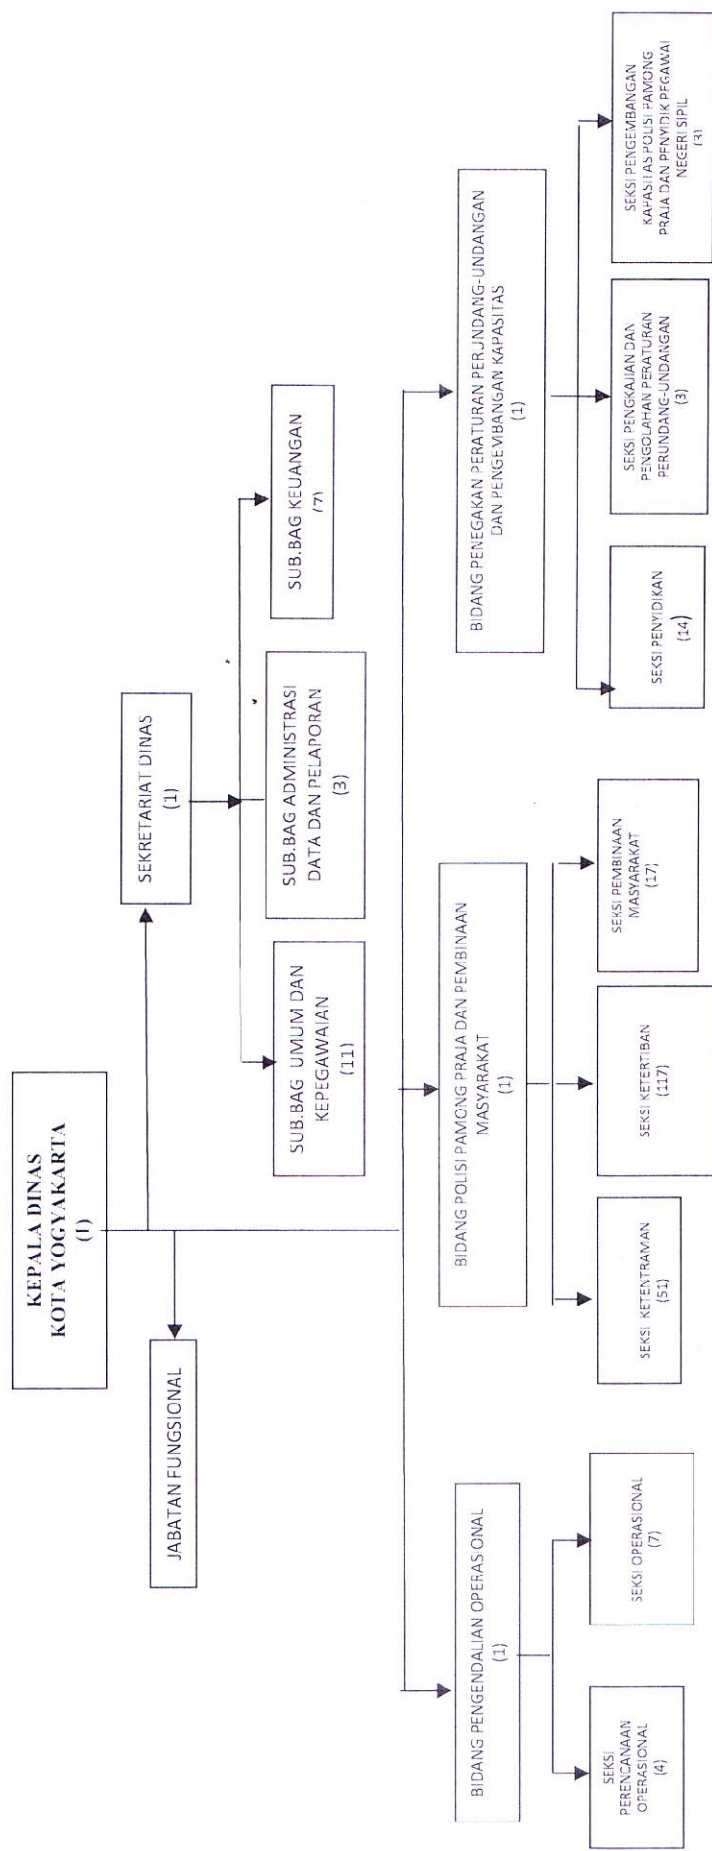 KEPALA DINAS
KOTA YOGYAKARTA
(1)
JABATAN FUNGSIONAL
SEKRETARIAT DINAS
(1)
SUB.BAG UMUM DAN
KEPEGAWAIAN
(11)
SUB.BAG ADMINISTRASI
DATA DAN PELAPORAN
(3)
SUB.BAG KEUANGAN
(7)
BIDANG PENGENDALIAN OPERASIONAL
(1)
BIDANG POLISI PAMONG PRAJA DAN PEMBINAAN
MASYARAKAT
(1)
BIDANG PENEGAKAN PERATURAN PERUNDANG-UNDANGAN
DAN PENGEMBANGAN KAPASITAS
(1)
SEKSI
PERENCANAAN
OPERASIONAL
(4)
SEKSI OPERASIONAL
(7)
SEKSI KETENTRAMAN
(51)
SEKSI KETERTIBAN
(117)
SEKSI PEMBINAAN
MASYARAKAT
(17)
SEKSI PENYIDIKAN
(14)
SEKSI PENGKAJIAN DAN
PENGOLAHAN PERATURAN
PERUNDANG-UNDANGAN
(3)
SEKSI PENGEMBANGAN
KAPASITAS POLISI PAMONG
PRAJA DAN PENYIDIK PEGAWAI
NEGERI SIPIL
(3)